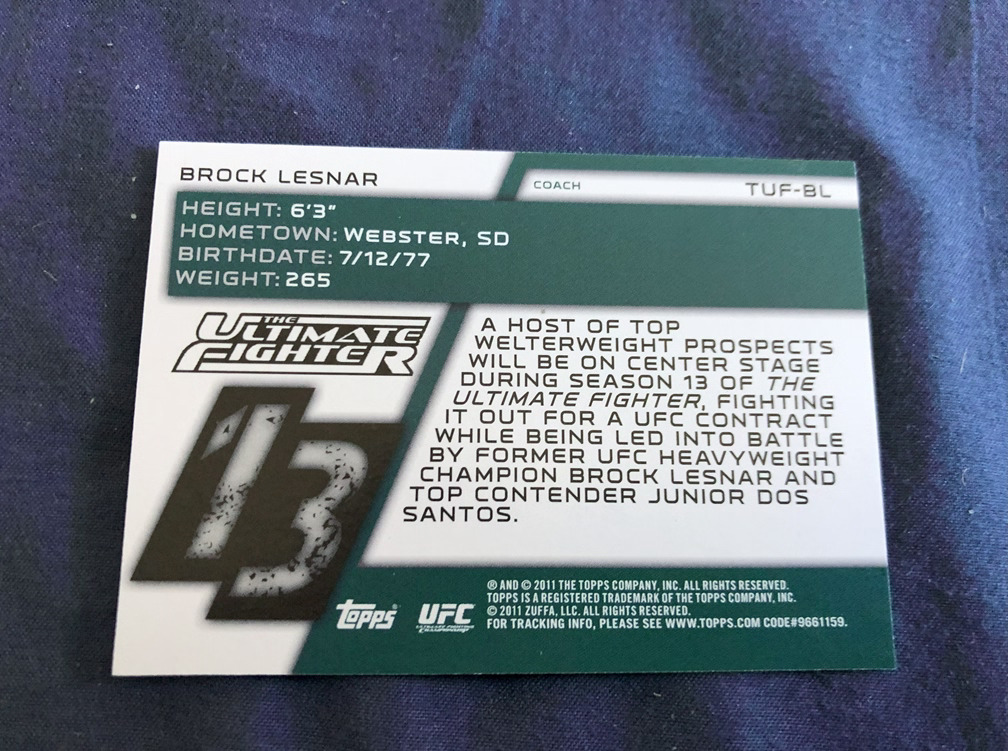 BROCK LESNAR
COACH
TUF-BL
HEIGHT: 6'3"
HOMETOWN: WEBSTER, SD
BIRTHDATE: 7/12/77
WEIGHT: 265
THE
ULTIMATE
FIGHTER
13
A HOST OF TOP
WELTERWEIGHT PROSPECTS
WILL BE ON CENTER STAGE
DURING SEASON 13 OF THE
ULTIMATE FIGHTER, FIGHTING
IT OUT FOR A UFC CONTRACT
WHILE BEING LED INTO BATTLE
BY FORMER UFC HEAVYWEIGHT
CHAMPION BROCK LESNAR AND
TOP CONTENDER JUNIOR DOS
SANTOS.
topps®
UFC
ULTIMATE FIGHTING
CHAMPIONSHIP
® AND © 2011 THE TOPPS COMPANY, INC. ALL RIGHTS RESERVED.
TOPPS IS A REGISTERED TRADEMARK OF THE TOPPS COMPANY, INC.
© 2011 ZUFFA, LLC. ALL RIGHTS RESERVED.
FOR TRACKING INFO, PLEASE SEE WWW.TOPPS.COM CODE#9661159.